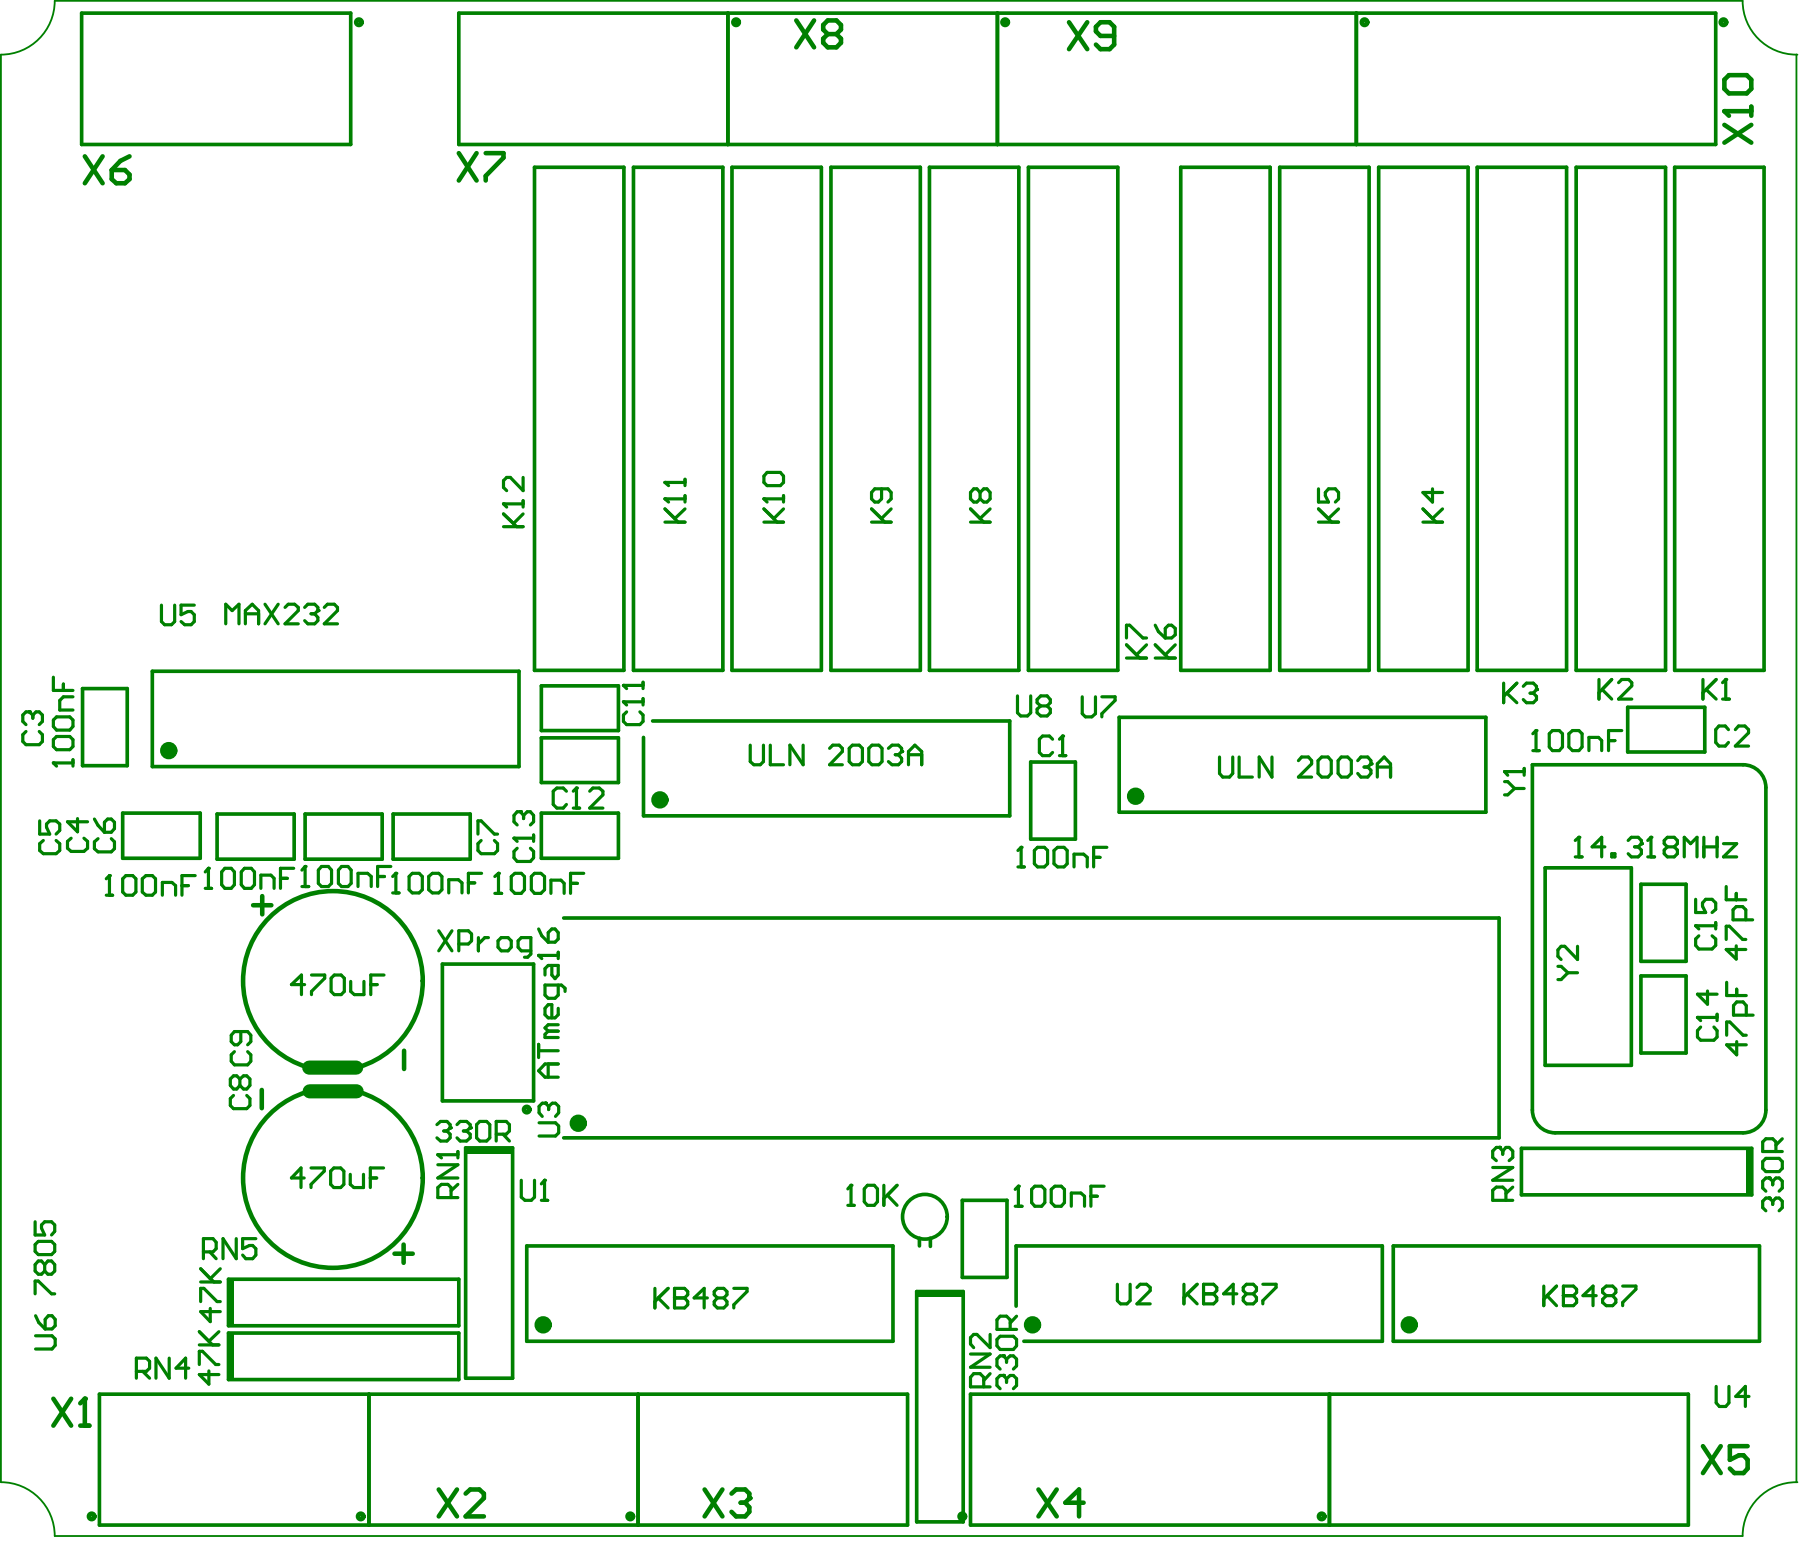 X8
X9
X10
X6
X7
K12
K11
K10
K9
K8
K5
K4
K7
K6
U5 MAX232
K3
K2
K1
C3
100nF
C11
U8
U7
C1
ULN 2003A
ULN 2003A
100nF
C2
Y1
C12
C5
C4
C6
C7
C13
100nF
14.318MHz
100nF
100nF
100nF
100nF
100nF
+
XProg
470uF
C15
47pF
Y2
C14
47pF
C9
-
C8
-
U3 ATmega16
330R
RN1
470uF
U1
10K
100nF
RN3
330R
U6 7805
RN5
+
47K
KB487
U2 KB487
KB487
RN4
47K
RN2
330R
X1
U4
X5
X2
X3
X4